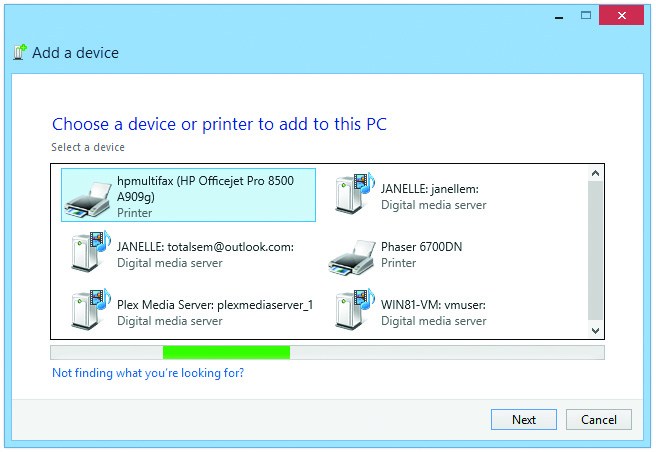 Add a device
Choose a device or printer to add to this PC
Select a device
hpmultifax (HP Officejet Pro 8500
A909g)
Printer
JANELLE: janellem:
Digital media server
JANELLE: totalsem@outlook.com:
Digital media server
Phaser 6700DN
Printer
Plex Media Server: plexmediaserver_1
Digital media server
WIN81-VM: vmuser:
Digital media server
Not finding what you're looking for?
Next
Cancel